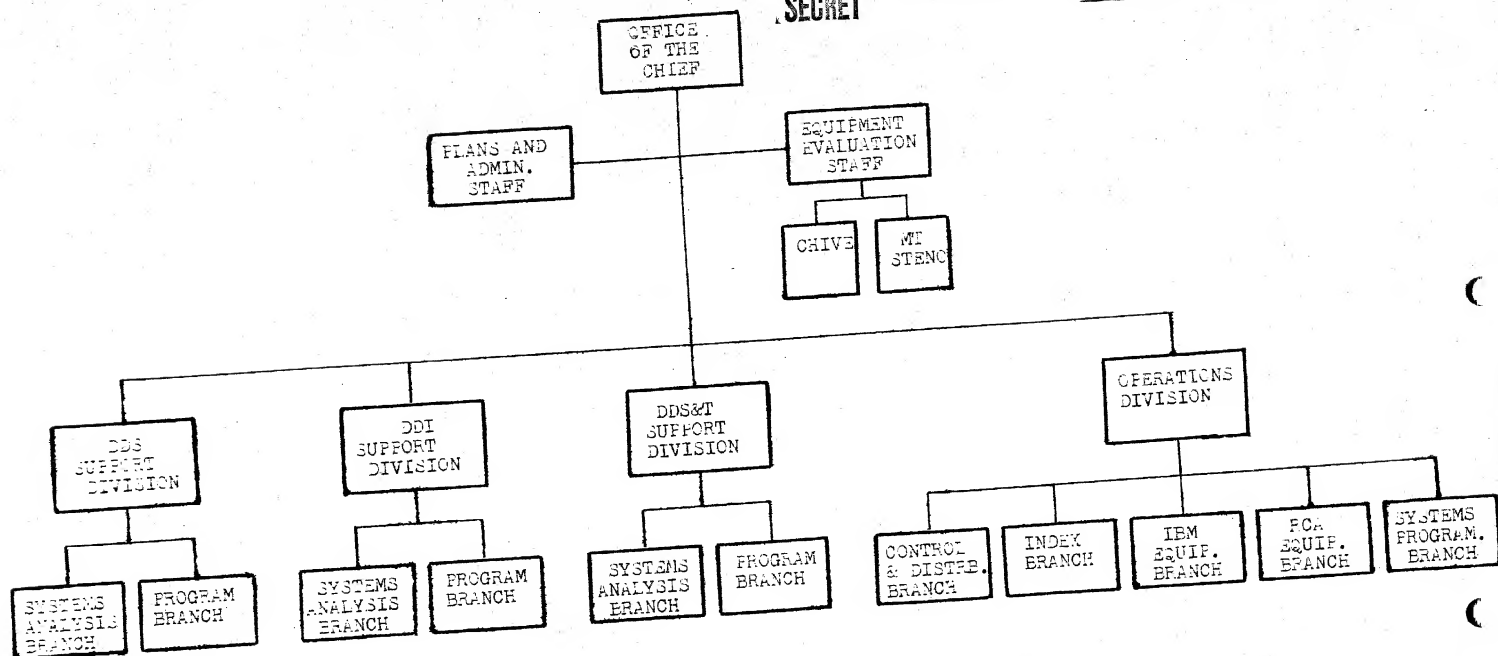 SECRET
OFFICE
OF THE
CHIEF
PLANS AND
ADMIN.
STAFF
EQUIPMENT
EVALUATION
STAFF
CHIVE
MT
STENO
DDS
SUPPORT
DIVISION
DDI
SUPPORT
DIVISION
DDS&T
SUPPORT
DIVISION
OPERATIONS
DIVISION
SYSTEMS
ANALYSIS
BRANCH
PROGRAM
BRANCH
SYSTEMS
ANALYSIS
BRANCH
PROGRAM
BRANCH
SYSTEMS
ANALYSIS
BRANCH
PROGRAM
BRANCH
CONTROL
& DISTRB.
BRANCH
INDEX
BRANCH
IBM
EQUIP.
BRANCH
RCA
EQUIP.
BRANCH
SYSTEMS
PROGRAM.
BRANCH